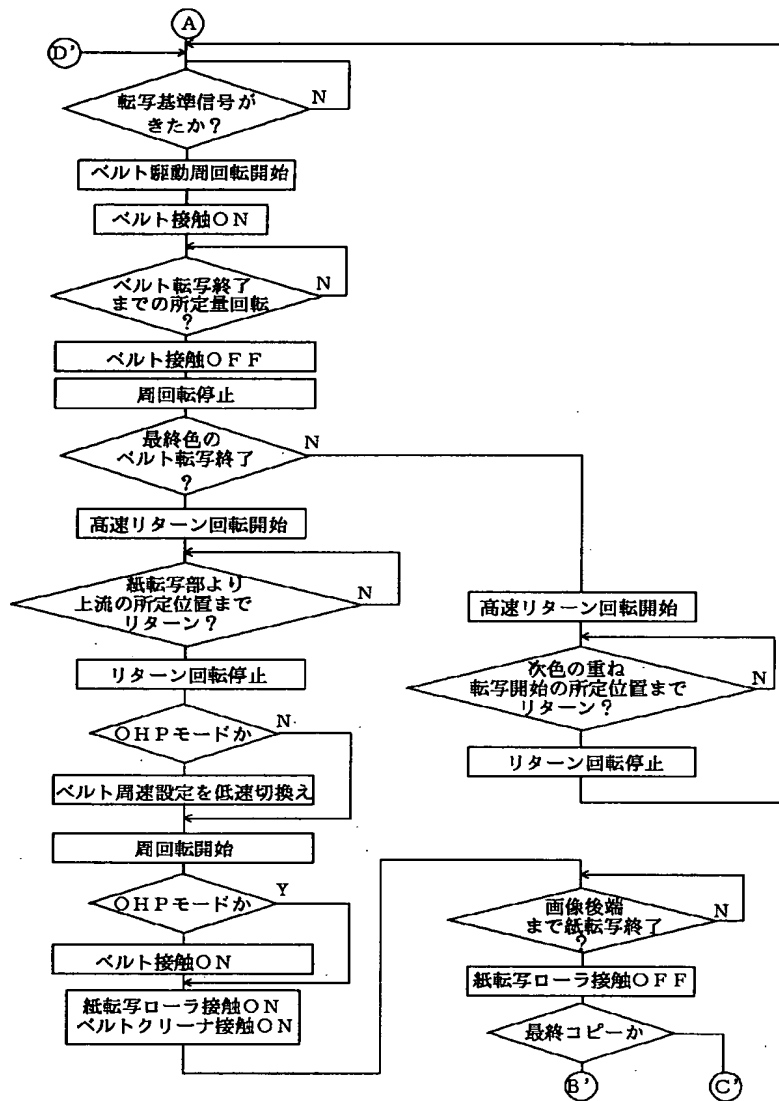 A
D'
転写基準信号が
きたか？
N
ベルト駆動周回転開始
ベルト接触ＯＮ
ベルト転写終了
までの所定量回転
？
N
ベルト接触ＯＦＦ
周回転停止
最終色の
ベルト転写終了
？
N
高速リターン回転開始
紙転写部より
上流の所定位置まで
リターン？
N
リターン回転停止
ＯＨＰモードか
N
ベルト周速設定を低速切換え
周回転開始
ＯＨＰモードか
Y
ベルト接触ＯＮ
紙転写ローラ接触ＯＮ
ベルトクリーナ接触ＯＮ
高速リターン回転開始
次色の重ね
転写開始の所定位置まで
リターン？
N
リターン回転停止
画像後端
まで紙転写終了
？
N
紙転写ローラ接触ＯＦＦ
最終コピーか
B'
C'